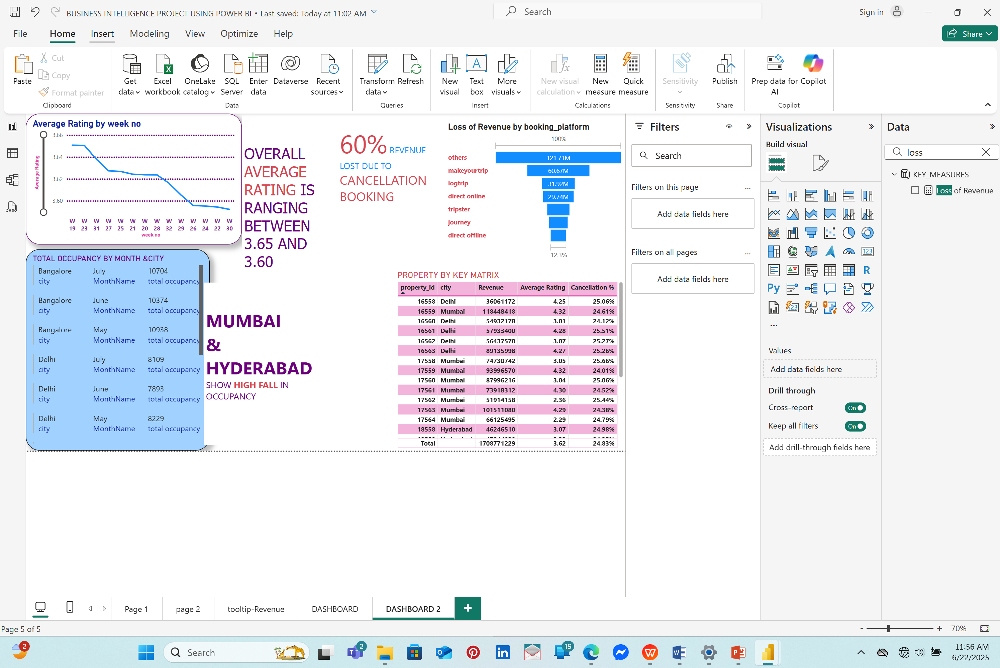 BUSINESS INTELLIGENCE PROJECT USING POWER BI • Last saved: Today at 11:02 AM
Search
Sign in
File
Home
Insert
Modeling
View
Optimize
Help
Share
Paste
Cut
Copy
Format painter
Clipboard
Get data
Excel workbook
OneLake catalog
SQL Server
Enter data
Dataverse
Recent sources
Data
Transform data
Refresh
Queries
New visual
Text box
More visuals
Insert
New visual calculation
New measure
Quick measure
Calculations
Sensitivity
Sensitivity
Publish
Share
Prep data for AI
Copilot
Copilot
Average Rating by week no
Average Rating
3.66
3.64
3.62
3.60
W 19
W 23
W 31
W 27
W 25
W 21
W 20
W 28
W 32
W 29
W 26
W 24
W 22
W 30
week no
OVERALL
AVERAGE
RATING IS
RANGING
BETWEEN
3.65 AND
3.60
60% REVENUE
LOST DUE TO
CANCELLATION
BOOKING
Loss of Revenue by booking_platform
100%
others 121.71M
makeyourtrip 60.67M
logtrip 31.92M
direct online 29.74M
tripster
journey
direct offline
12.3%
TOTAL OCCUPANCY BY MONTH &CITY
Bangalore July 10704
city MonthName total occupancy
Bangalore June 10374
city MonthName total occupancy
Bangalore May 10938
city MonthName total occupancy
Delhi July 8109
city MonthName total occupancy
Delhi June 7893
city MonthName total occupancy
Delhi May 8229
city MonthName total occupancy
MUMBAI
&
HYDERABAD
SHOW HIGH FALL IN
OCCUPANCY
PROPERTY BY KEY MATRIX
property_id city Revenue Average Rating Cancellation %
16558 Delhi 36061172 4.25 25.06%
16559 Mumbai 118448418 4.32 24.61%
16560 Delhi 54932178 3.01 24.12%
16561 Delhi 57933400 4.28 25.51%
16562 Delhi 56437570 3.07 25.27%
16563 Delhi 89135998 4.27 25.26%
17558 Mumbai 74730742 3.05 25.66%
17559 Mumbai 93996570 4.32 24.01%
17560 Mumbai 87996216 3.04 25.06%
17561 Mumbai 73918312 4.30 24.52%
17562 Mumbai 51914158 2.36 25.44%
17563 Mumbai 101511080 4.29 24.38%
17564 Mumbai 66125495 2.29 24.79%
18558 Hyderabad 46246510 3.07 24.98%
Total 1708771229 3.62 24.83%
Filters
Search
Filters on this page ...
Add data fields here
Filters on all pages ...
Add data fields here
Visualizations
Build visual
123
R
Py
123
...
Values
Add data fields here
Drill through
Cross-report On
Keep all filters On
Add drill-through fields here
Data
loss
KEY_MEASURES
Loss of Revenue
DAX
Page 1
page 2
tooltip-Revenue
DASHBOARD
DASHBOARD 2
+
Page 5 of 5
- + 70%
2
Search
2
19
11:56 AM
6/22/2025